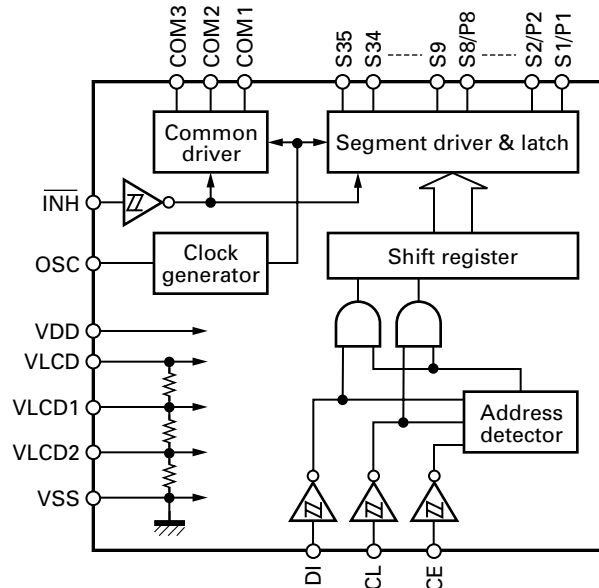 COM3
COM2
COM1
S35
S34
S9
S8/P8
S2/P2
S1/P1
Common
driver
Segment driver & latch
INH
OSC
Clock
generator
Shift register
VDD
VLCD
VLCD1
VLCD2
VSS
Address
detector
DI
CL
CE